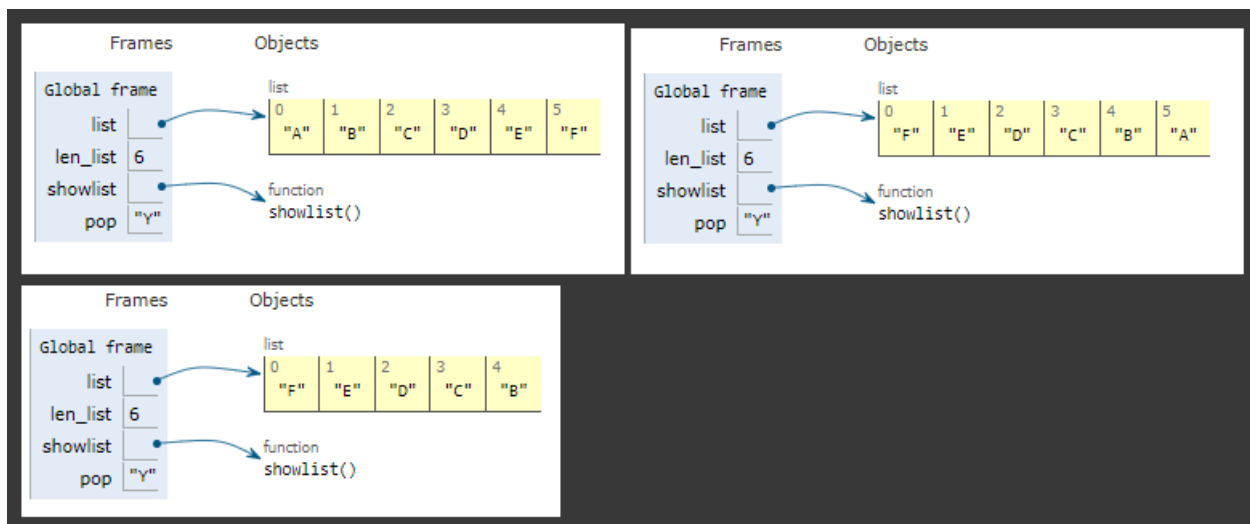 Frames Objects
Global frame
list
0 1 2 3 4 5
list "A" "B" "C" "D" "E" "F"
len_list 6
showlist function
showlist()
pop "Y"
Frames Objects
Global frame
list
0 1 2 3 4 5
list "F" "E" "D" "C" "B" "A"
len_list 6
showlist function
showlist()
pop "Y"
Frames Objects
Global frame
list
0 1 2 3 4
list "F" "E" "D" "C" "B"
len_list 6
showlist function
showlist()
pop "Y"